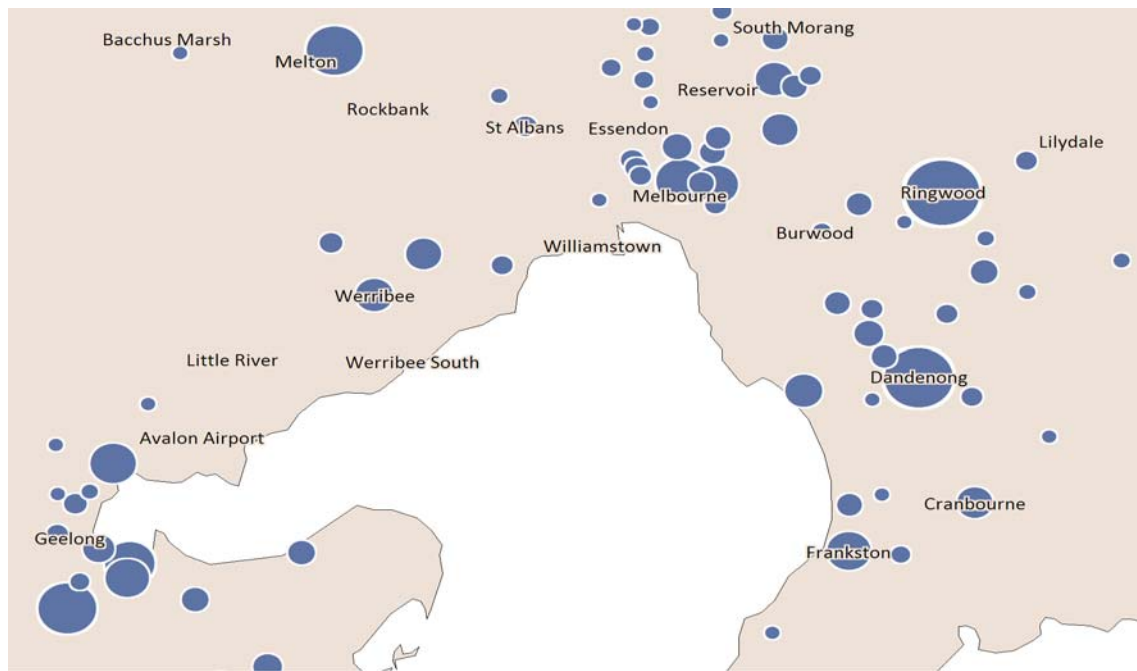 South Morang
Bacchus Marsh
Melton
Reservoir
Rockbank
St Albans
Essendon
Lilydale
Ringwood
Melbourne
Burwood
Williamstown
Werribee
Little River
Werribee South
Dandenong
Avalon Airport
Cranbourne
Geelong
Frankston